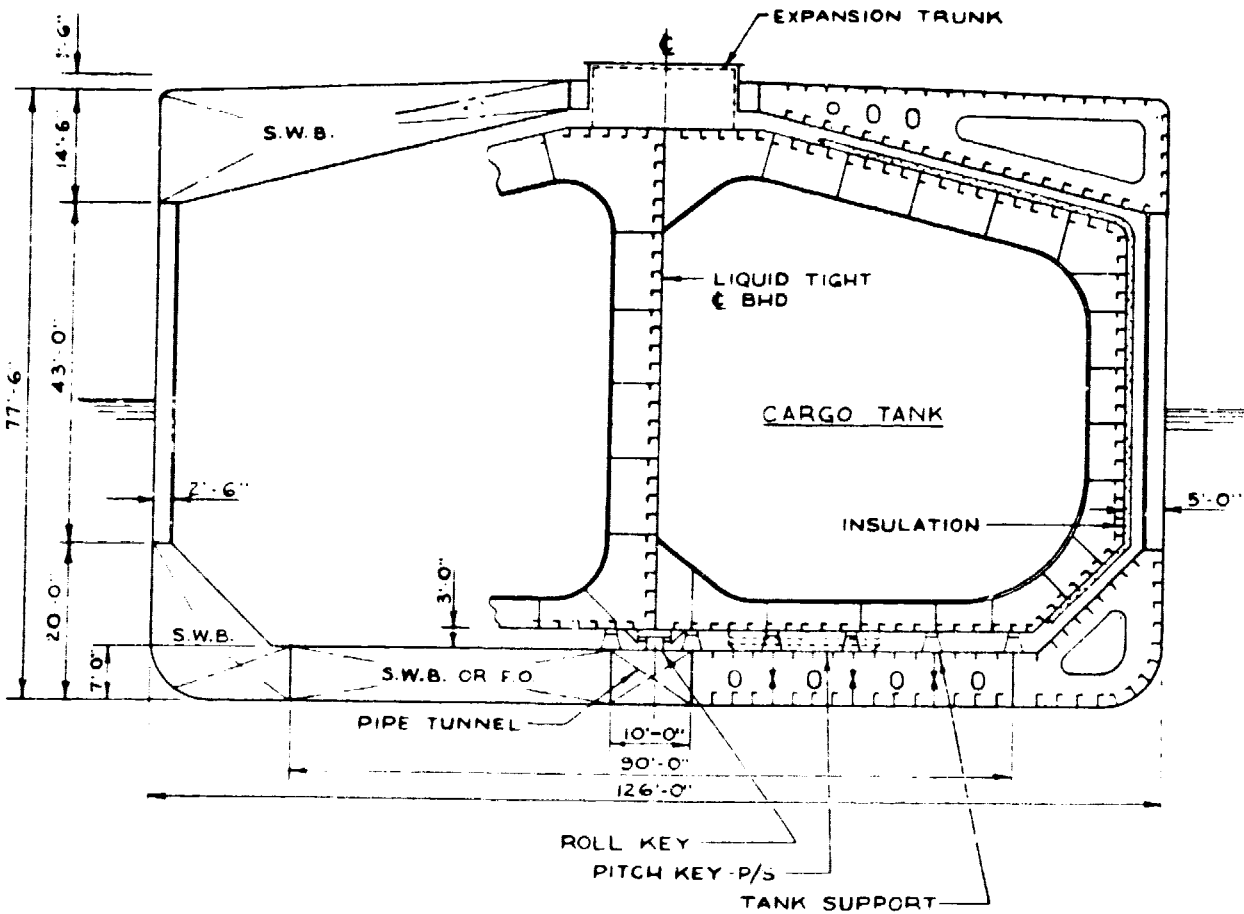 EXPANSION TRUNK
℄
14'-6
S.W.B.
LIQUID TIGHT
℄ BHD
43'-0"
77'-6"
CARGO TANK
2'-6"
INSULATION
5'-0"
3'-0"
20'-0"
S.W.B.
7'0"
S.W.B. OR F.O.
PIPE TUNNEL
10'-0"
90'-0"
126'-0"
ROLL KEY
PITCH KEY-P/S
TANK SUPPORT